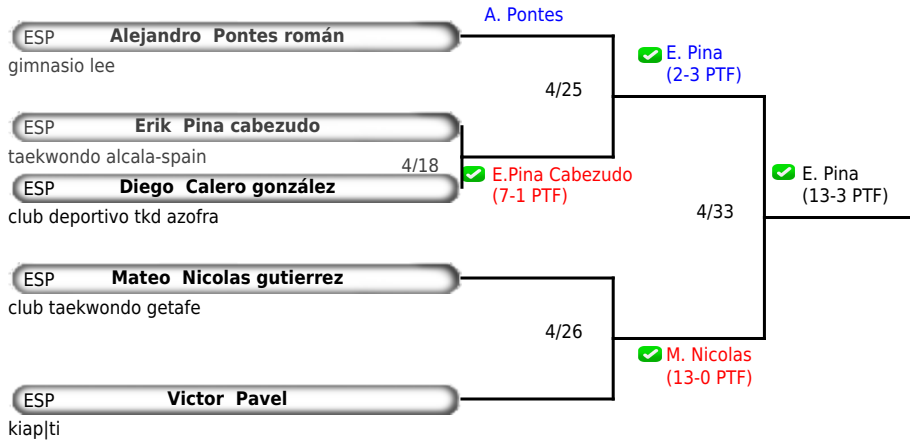 A. Pontes
ESP Alejandro Pontes román
gimnasio lee
E. Pina
(2-3 PTF)
4/25
ESP Erik Pina cabezudo
taekwondo alcala-spain
4/18
E.Pina Cabezudo
(7-1 PTF)
ESP Diego Calero gonzález
club deportivo tkd azofra
E. Pina
(13-3 PTF)
4/33
ESP Mateo Nicolas gutierrez
club taekwondo getafe
4/26
M. Nicolas
(13-0 PTF)
ESP Victor Pavel
kiap|ti